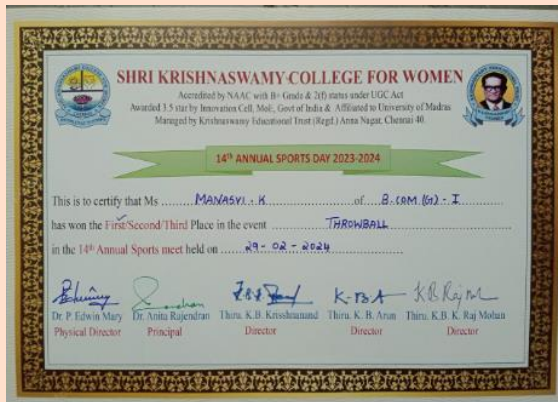 SHRI KRISHNASWAMY COLLEGE FOR WOMEN
Accredited by NAAC with B+ Grade & 2(f) status under UGC Act
Awarded 3.5 star by Innovation Cell, MoE, Govt of India & Affiliated to University of Madras
Managed by Krishnaswamy Educational Trust (Regd.) Anna Nagar, Chennai 40.
14th ANNUAL SPORTS DAY 2023-2024
This is to certify that Ms ........ MANASVI . K ........ of ... B.COM (G) - I
has won the First/Second/Third Place in the event ........ THROWBALL ........
in the 14th Annual Sports meet held on ...... 29 - 02 - 2024 ......
K-B A K.B Raj
Dr. P. Edwin Mary Dr. Anita Rajendran Thiru. K.B. Krisshnanand Thiru. K. B. Arun Thiru. K.B. K. Raj Mohan
Physical Director Principal Director Director Director